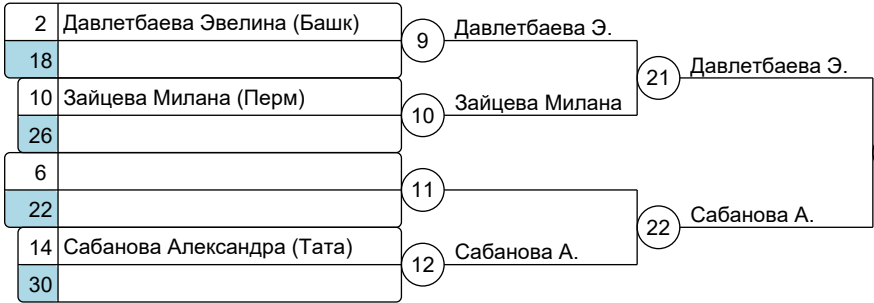 2 Давлетбаева Эвелина (Башк)
18
9 Давлетбаева Э.
10 Зайцева Милана (Перм)
26
10 Зайцева Милана
21 Давлетбаева Э.
6
22
11
14 Сабанова Александра (Тата)
30
12 Сабанова А.
22 Сабанова А.